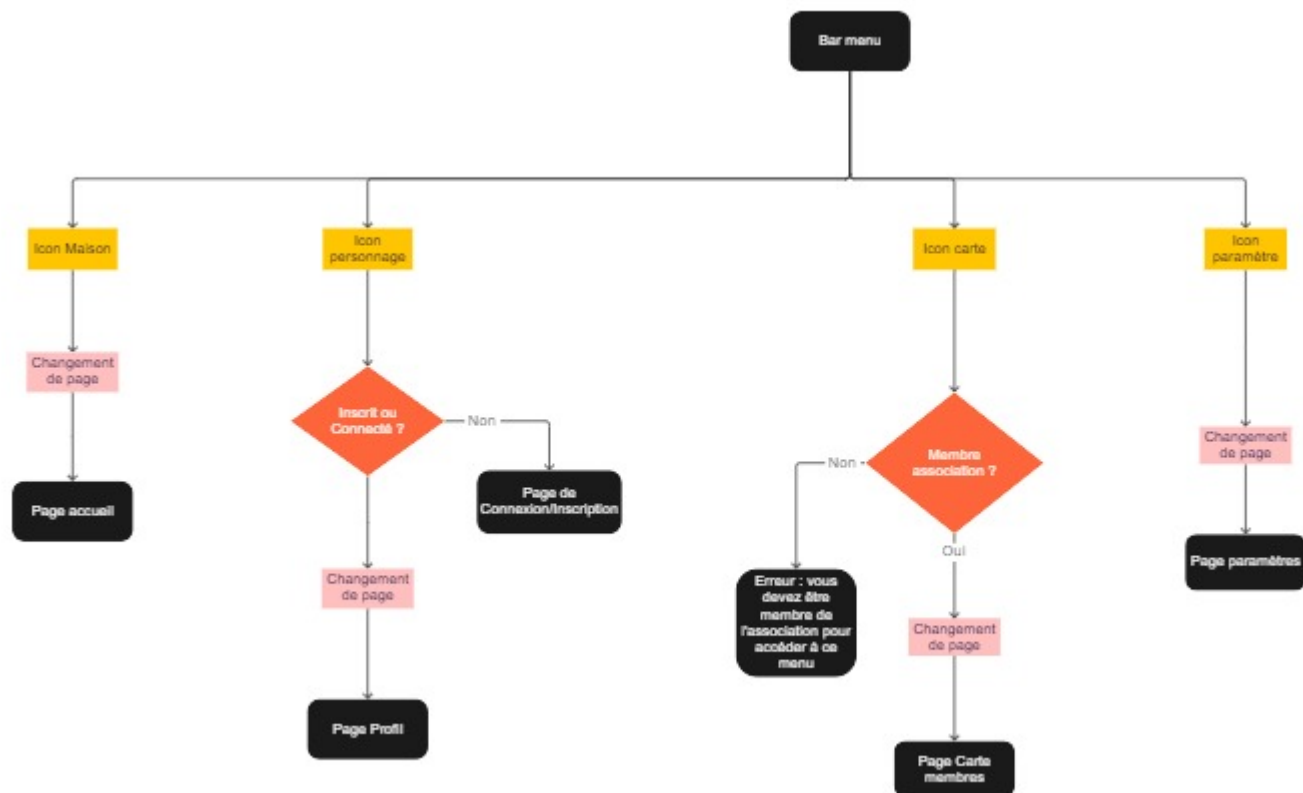 Bar menu
Icon Maison
Icon
personnage
Icon carte
Icon
paramètre
Changement
de page
Inscrit ou
Connecté ?
Non
Membre
association ?
Non
Changement
de page
Page accueil
Page de
Connexion/Inscription
Oui
Page paramètres
Changement
de page
Erreur : vous
devez être
membre de
l'association pour
accéder à ce
menu
Changement
de page
Page Profil
Page Carte
membres